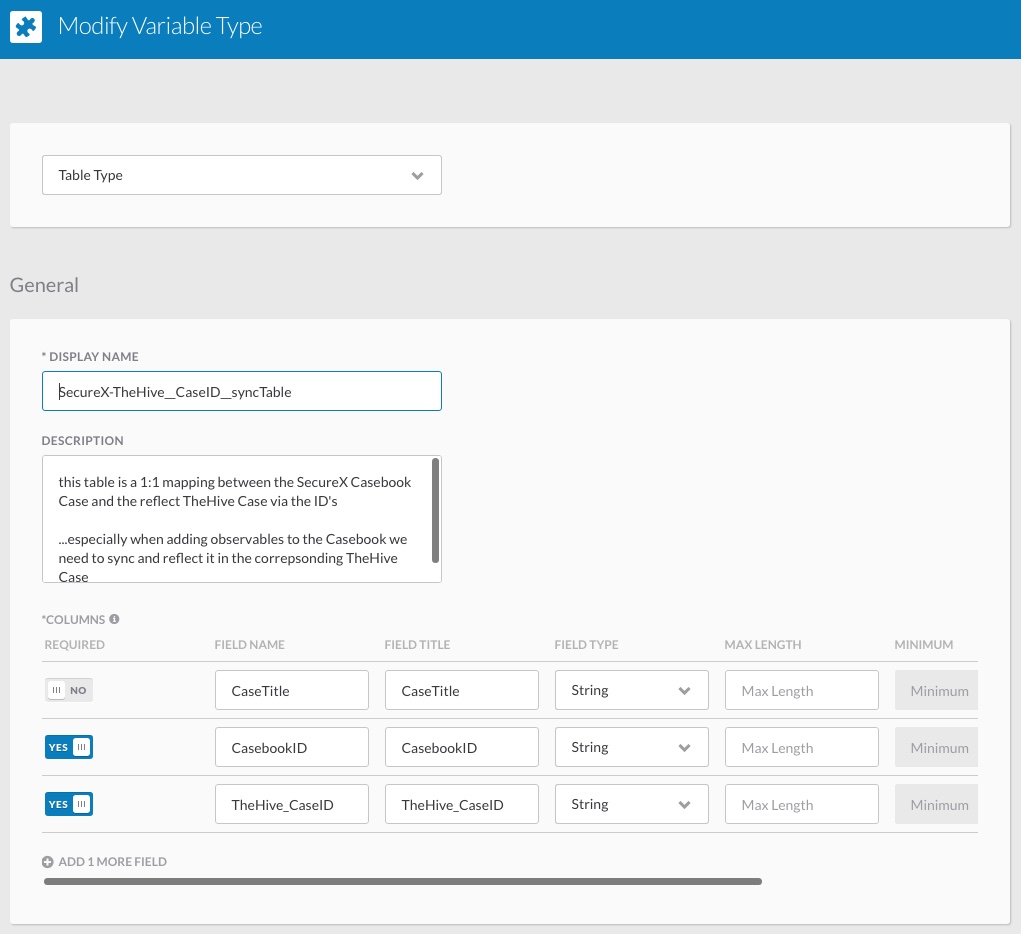 Modify Variable Type
Table Type
General
* DISPLAY NAME
SecureX-TheHive__CaseID__syncTable
DESCRIPTION
this table is a 1:1 mapping between the SecureX Casebook
Case and the reflect TheHive Case via the ID's
...especially when adding observables to the Casebook we
need to sync and reflect it in the correpsonding TheHive
Case
*COLUMNS
REQUIRED FIELD NAME FIELD TITLE FIELD TYPE MAX LENGTH MINIMUM
NO CaseTitle CaseTitle String Max Length Minimum
YES CasebookID CasebookID String Max Length Minimum
YES TheHive_CaseID TheHive_CaseID String Max Length Minimum
ADD 1 MORE FIELD